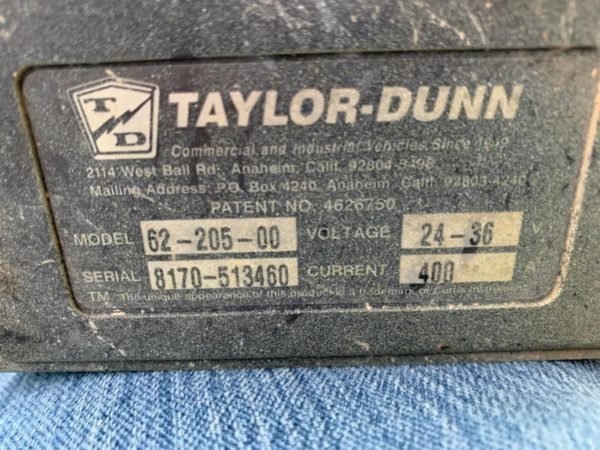 TD TAYLOR-DUNN
Commercial and Industrial Vehicles Since 1949
2114 West Ball Rd., Anaheim, Calif. 92804-5498
Mailing Address: P.O. Box 4240, Anaheim, Calif. 92803-4240
PATENT NO. 4626750
MODEL 62-205-00 VOLTAGE 24-36 V
SERIAL 8170-513460 CURRENT 400 A
TM The unique appearance of this product is a trademark of Curtis Instruments